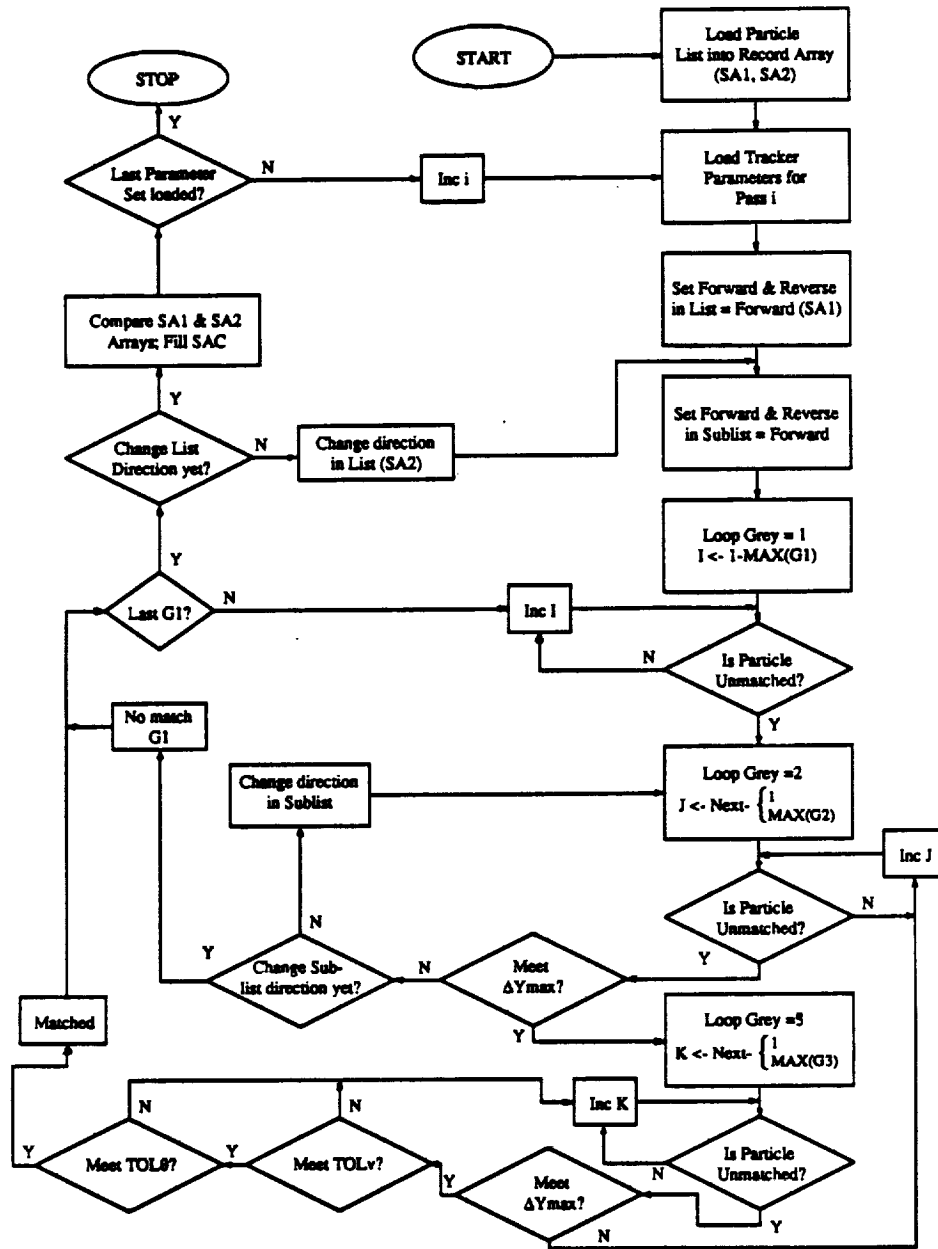 START
Load Particle
List into Record Array
(SA1, SA2)
STOP
Y
Last Parameter
Set loaded?
N
Inc i
Load Tracker
Parameters for
Pass i
Set Forward & Reverse
in List = Forward (SA1)
Compare SA1 & SA2
Arrays; Fill SAC
Y
Change List
Direction yet?
N
Change direction
in List (SA2)
Set Forward & Reverse
in Sublist = Forward
Loop Grey = 1
I <- 1-MAX(G1)
Y
Last G1?
N
Inc I
N
Is Particle
Unmatched?
Y
No match
G1
Change direction
in Sublist
Loop Grey =2
J <- Next- { 1
MAX(G2)
Inc J
N
Is Particle
Unmatched?
N
Y
Y
Change Sub-
list direction yet?
N
Meet
ΔYmax?
Y
Matched
Loop Grey =5
K <- Next- { 1
MAX(G3)
N
N
Inc K
Y
Meet TOLθ?
Y
Meet TOLv?
Y
Meet
ΔYmax?
N
Is Particle
Unmatched?
Y
N